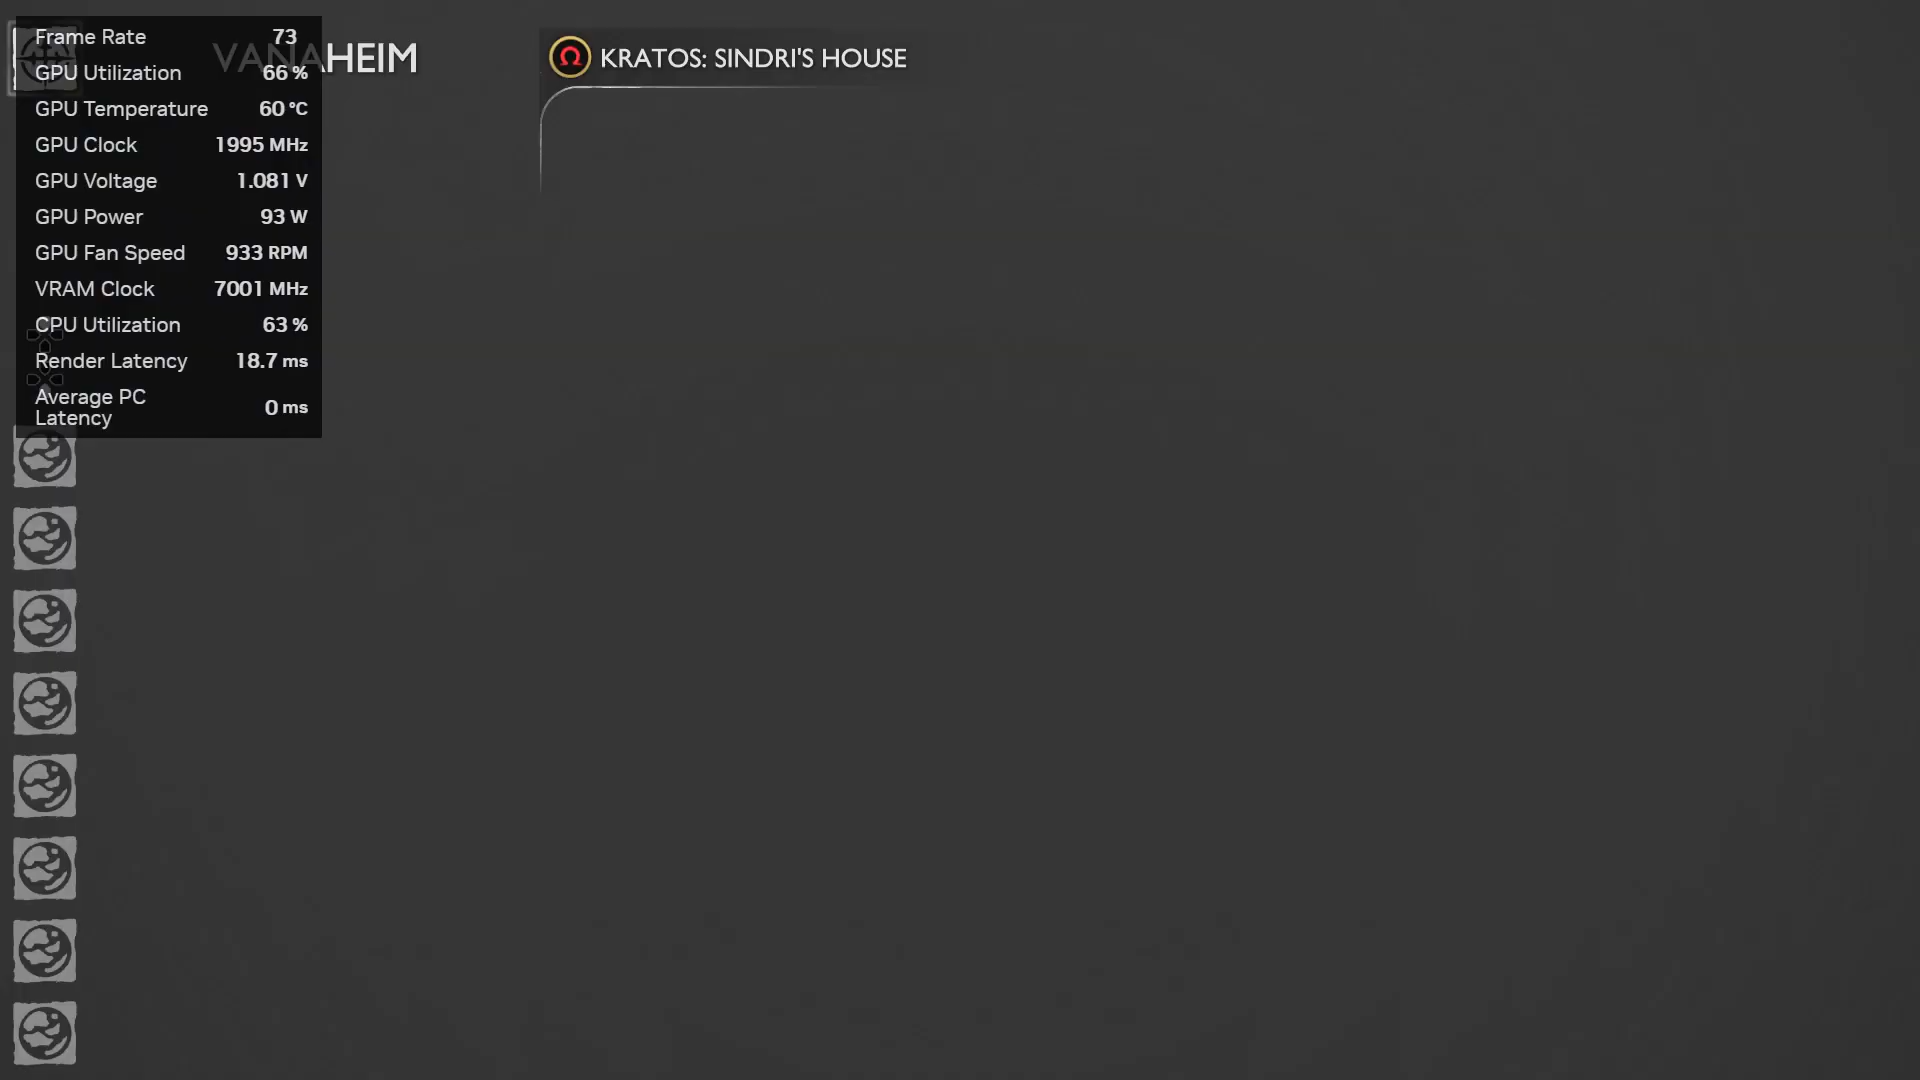 Frame Rate 73
GPU Utilization 66 %
GPU Temperature 60 °C
GPU Clock 1995 MHz
GPU Voltage 1.081 V
GPU Power 93 W
GPU Fan Speed 933 RPM
VRAM Clock 7001 MHz
CPU Utilization 63 %
Render Latency 18.7 ms
Average PC
Latency 0 ms
VANAHEIM
Ω KRATOS: SINDRI'S HOUSE